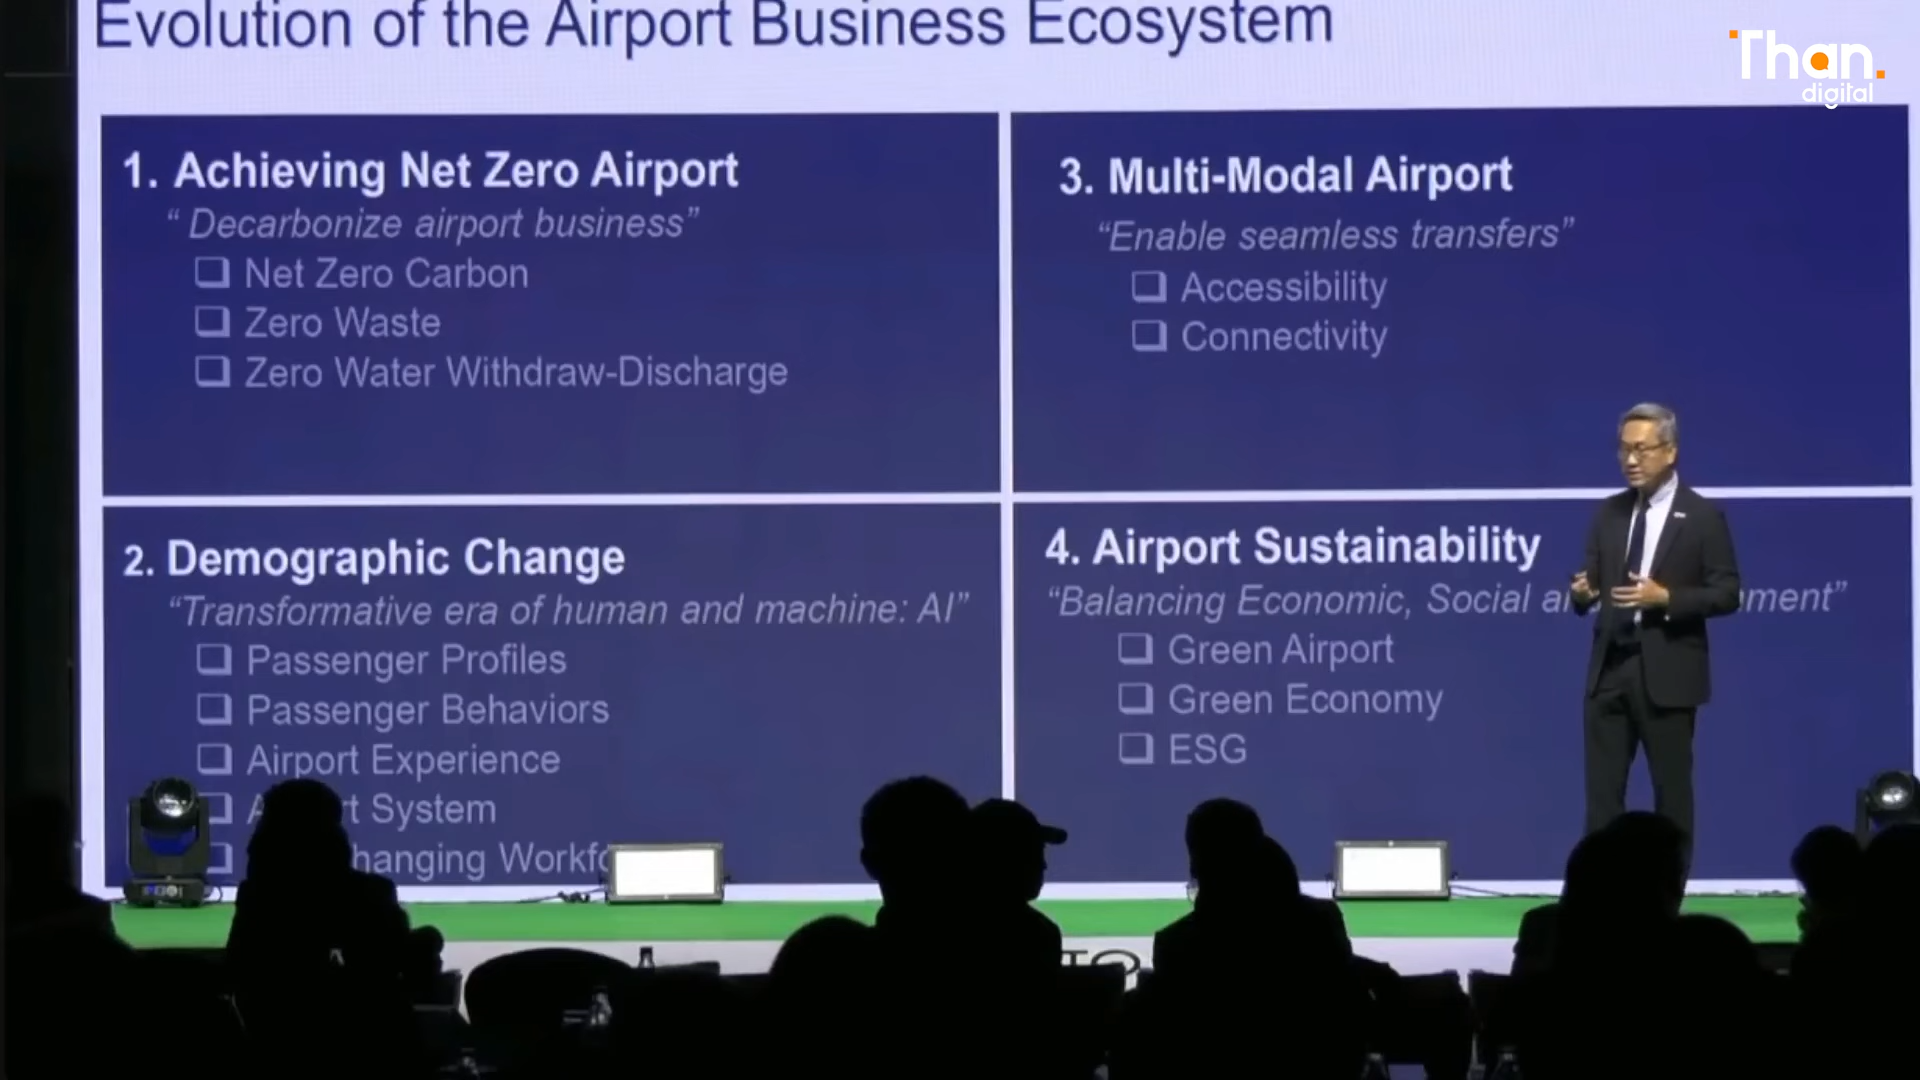 Evolution of the Airport Business Ecosystem
Than.
digital
1. Achieving Net Zero Airport
“ Decarbonize airport business”
Net Zero Carbon
Zero Waste
Zero Water Withdraw-Discharge
2. Demographic Change
“Transformative era of human and machine: AI”
Passenger Profiles
Passenger Behaviors
Airport Experience
System
3. Multi-Modal Airport
“Enable seamless transfers”
Accessibility
Connectivity
4. Airport Sustainability
“Balancing Economic, Social
Green Airport
Green Economy
ESG